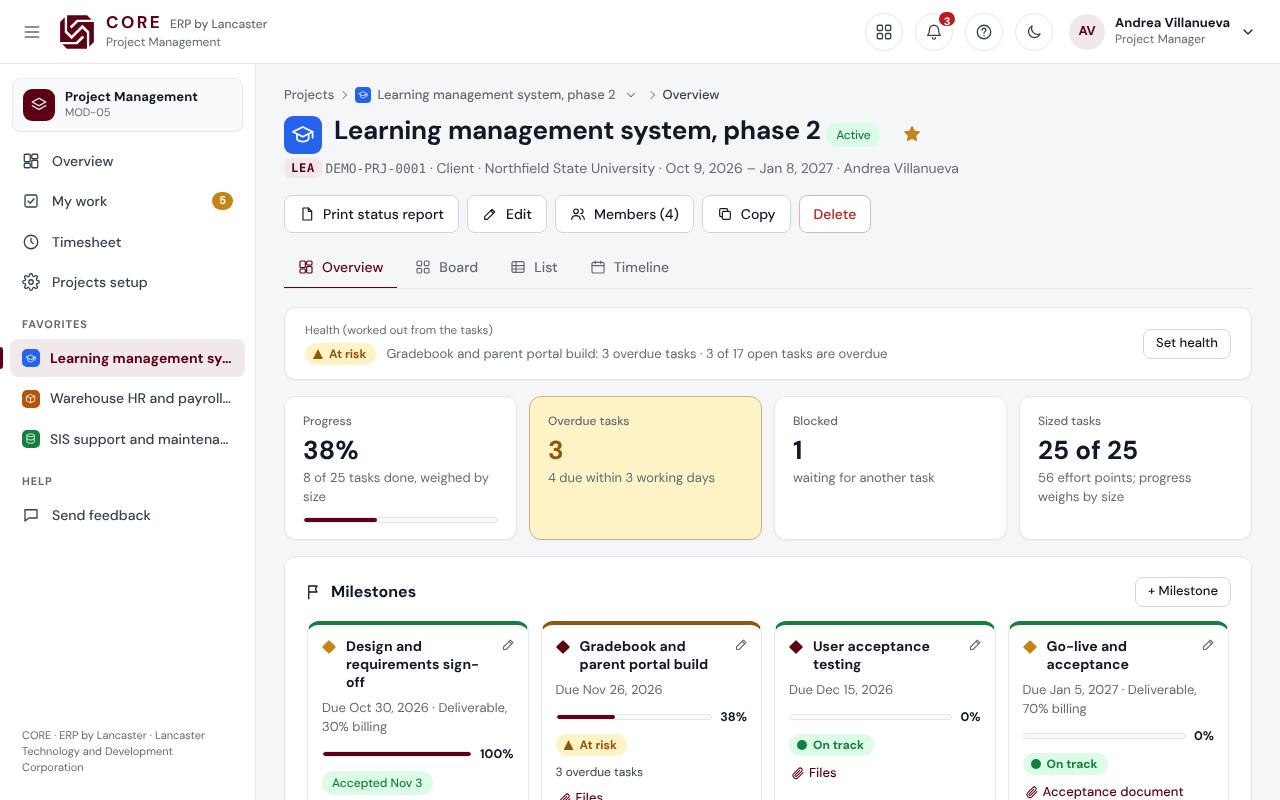 CORE ERP by Lancaster
Project Management
3
AV
Andrea Villanueva
Project Manager
Project Management
MOD-05
Overview
My work 5
Timesheet
Projects setup
FAVORITES
Learning management sy...
Warehouse HR and payroll...
SIS support and maintena...
HELP
Send feedback
CORE · ERP by Lancaster · Lancaster
Technology and Development
Corporation
Projects Learning management system, phase 2 Overview
Learning management system, phase 2 Active
LEA DEMO-PRJ-0001 · Client · Northfield State University · Oct 9, 2026 – Jan 8, 2027 · Andrea Villanueva
Print status report Edit Members (4) Copy Delete
Overview Board List Timeline
Health (worked out from the tasks)
At risk Gradebook and parent portal build: 3 overdue tasks · 3 of 17 open tasks are overdue
Set health
Progress
38%
8 of 25 tasks done, weighed by
size
Overdue tasks
3
4 due within 3 working days
Blocked
1
waiting for another task
Sized tasks
25 of 25
56 effort points; progress
weighs by size
Milestones + Milestone
Design and
requirements sign-
off
Due Oct 30, 2026 · Deliverable,
30% billing
100%
Accepted Nov 3
Gradebook and
parent portal build
Due Nov 26, 2026
38%
At risk
3 overdue tasks
Files
User acceptance
testing
Due Dec 15, 2026
0%
On track
Files
Go-live and
acceptance
Due Jan 5, 2027 · Deliverable,
70% billing
0%
On track
Acceptance document